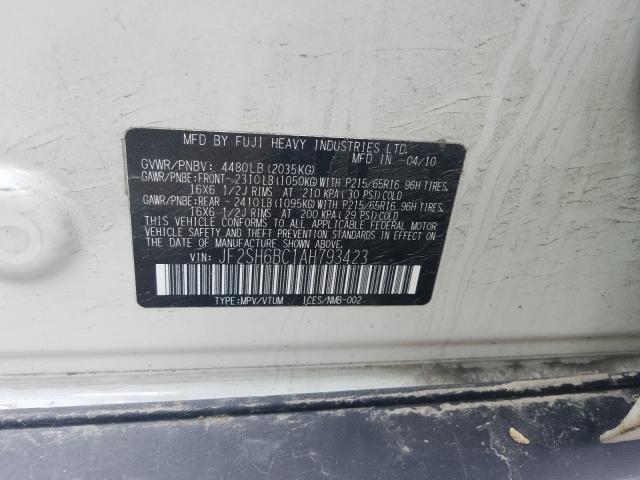 MFD BY FUJI HEAVY INDUSTRIES LTD.
MFD IN 04/10
GVWR/PNBV: 4480LB(2035KG)
GAWR/PNBE:FRONT-2310LB(1050KG)WITH P215/65R16 96H TIRES.
16X6 1/2J RIMS. AT 210 KPA(30 PSI)COLD
GAWR/PNBE:REAR - 2410LB(1095KG)WITH P215/65R16 96H TIRES.
16X6 1/2J RIMS. AT 200 KPA(29 PSI)COLD
THIS VEHICLE CONFORMS TO ALL APPLICABLE FEDERAL MOTOR
VEHICLE SAFETY, BUMPER, AND THEFT PREVENTION STANDARDS
IN EFFECT ON THE DATE OF MANUFACTURE SHOWN ABOVE.
VIN: JF2SH6BC1AH793423
TYPE:MPV/VTUM ICES/NMB-002